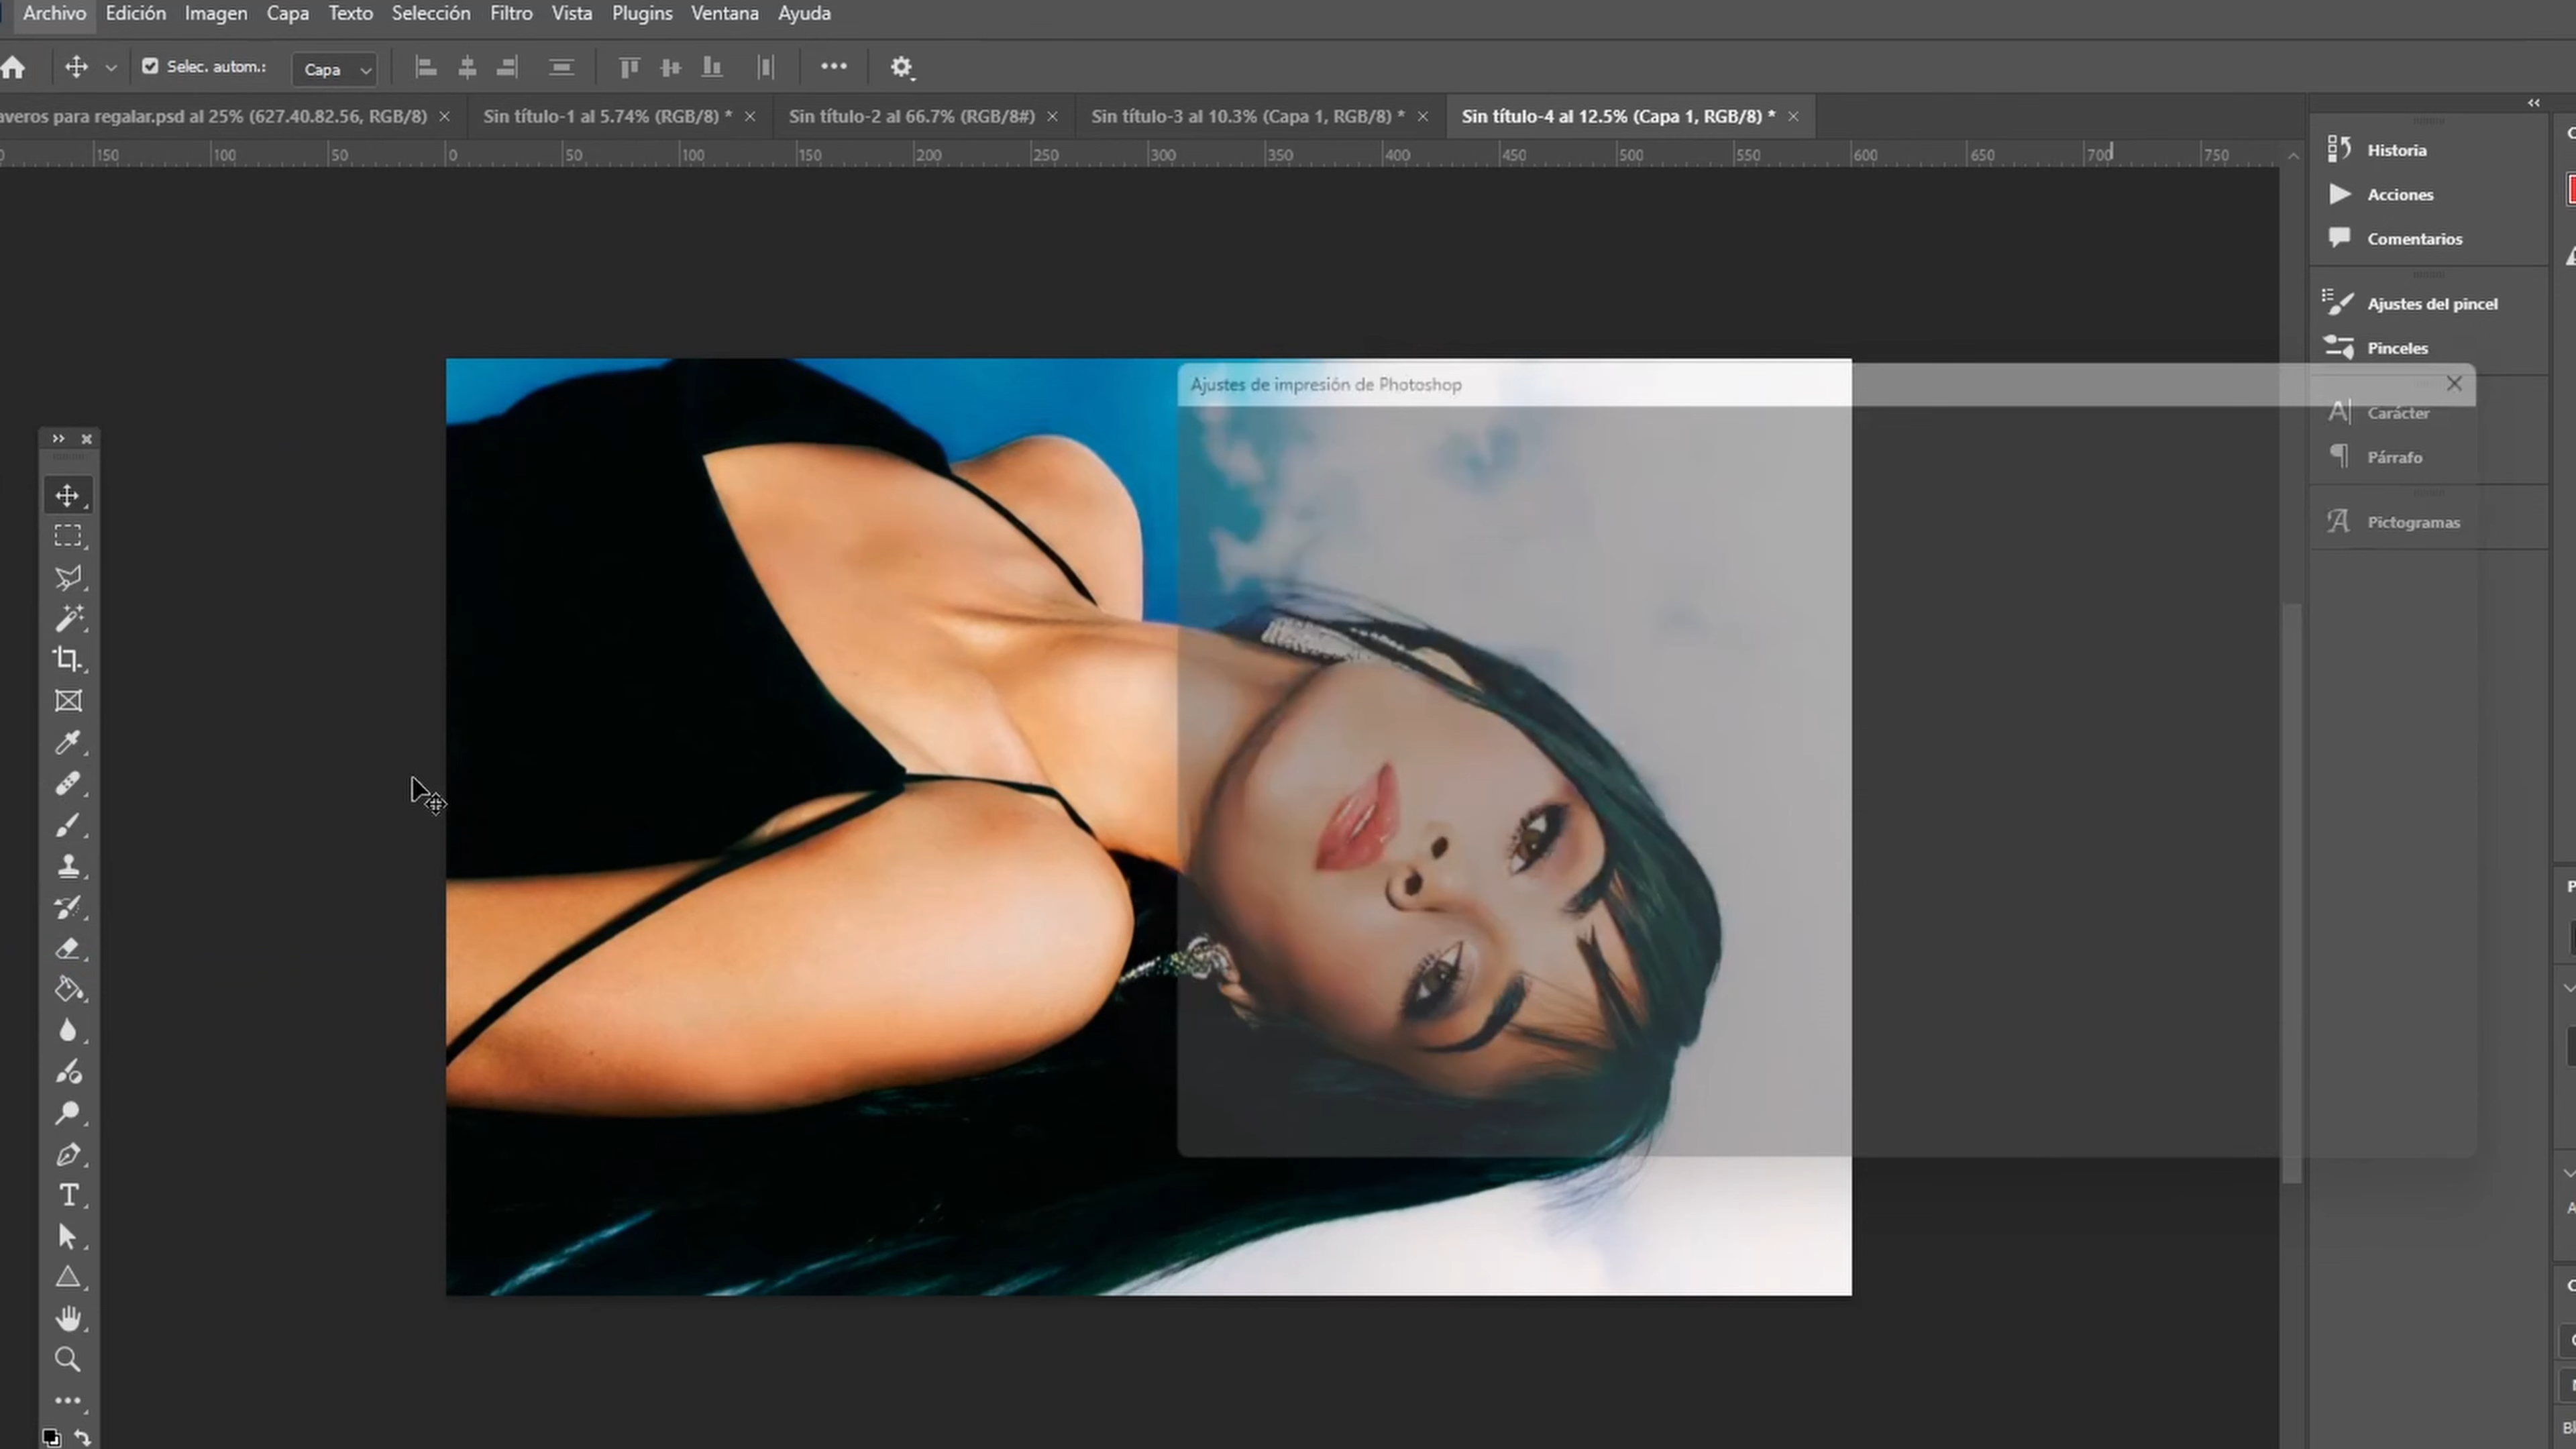 Archivo Edición Imagen Capa Texto Selección Filtro Vista Plugins Ventana Ayuda
Selec. autom.: Capa
averos para regalar.psd al 25% (627.40.82.56, RGB/8) Sin título-1 al 5.74% (RGB/8) * Sin título-2 al 66.7% (RGB/8#) Sin título-3 al 10.3% (Capa 1, RGB/8) * Sin título-4 al 12.5% (Capa 1, RGB/8) *
150 100 50 0 50 100 150 200 250 300 350 400 450 500 550 600 650 700 750
Historia
Acciones
Comentarios
Ajustes del pincel
Pinceles
Ajustes de impresión de Photoshop
Carácter
Párrafo
Pictogramas